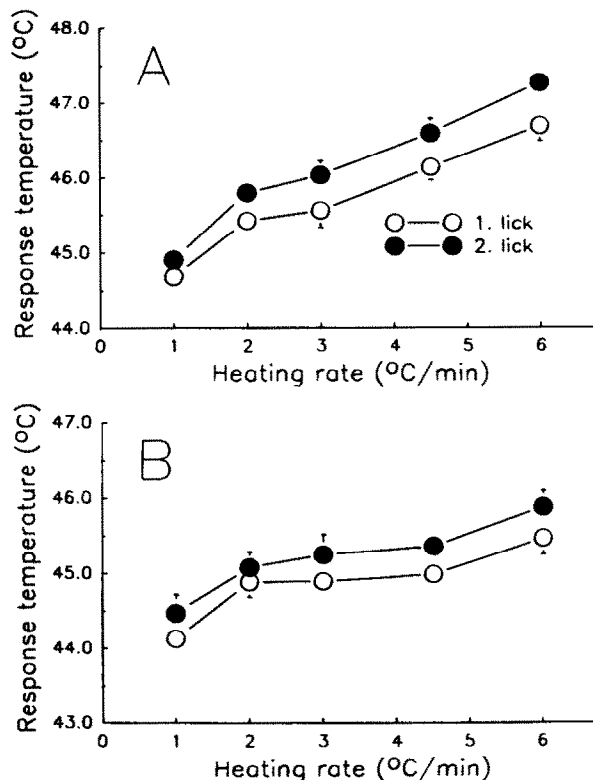 A
Response temperature (°C)
48.0
47.0
46.0
45.0
44.0
1. lick
2. lick
0 1 2 3 4 5 6
Heating rate (°C/min)
B
Response temperature (°C)
47.0
46.0
45.0
44.0
43.0
0 1 2 3 4 5 6
Heating rate (°C/min)